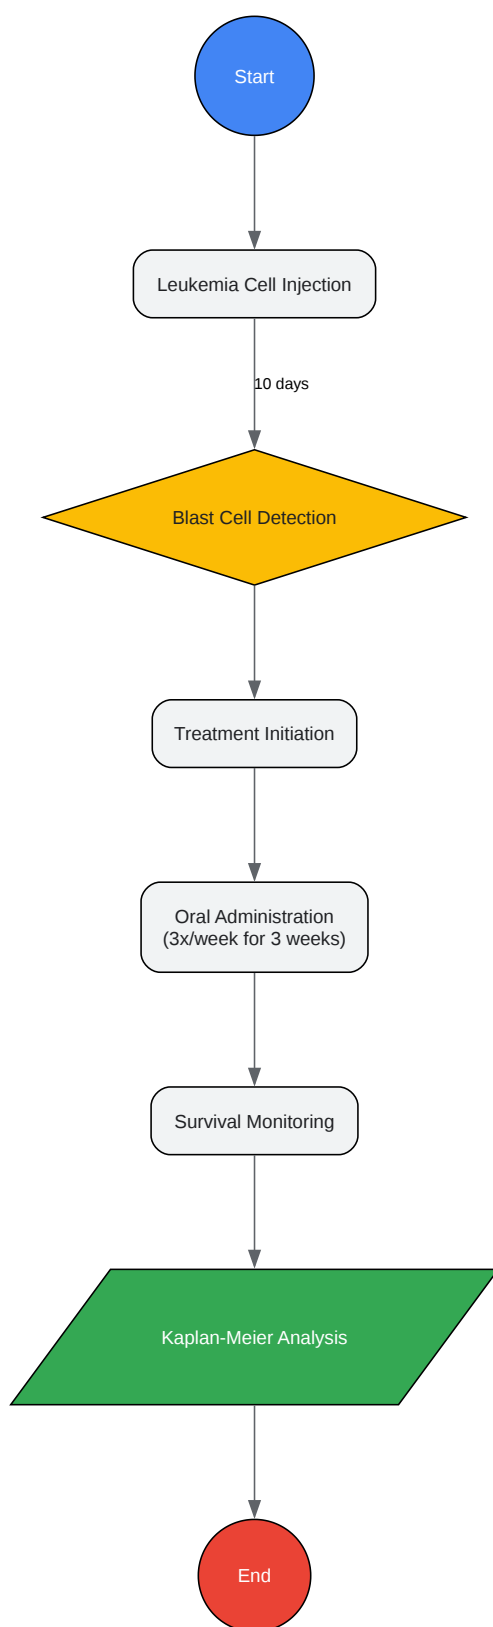 Start
Leukemia Cell Injection
10 days
Blast Cell Detection
Treatment Initiation
Oral Administration
(3x/week for 3 weeks)
Survival Monitoring
Kaplan-Meier Analysis
End